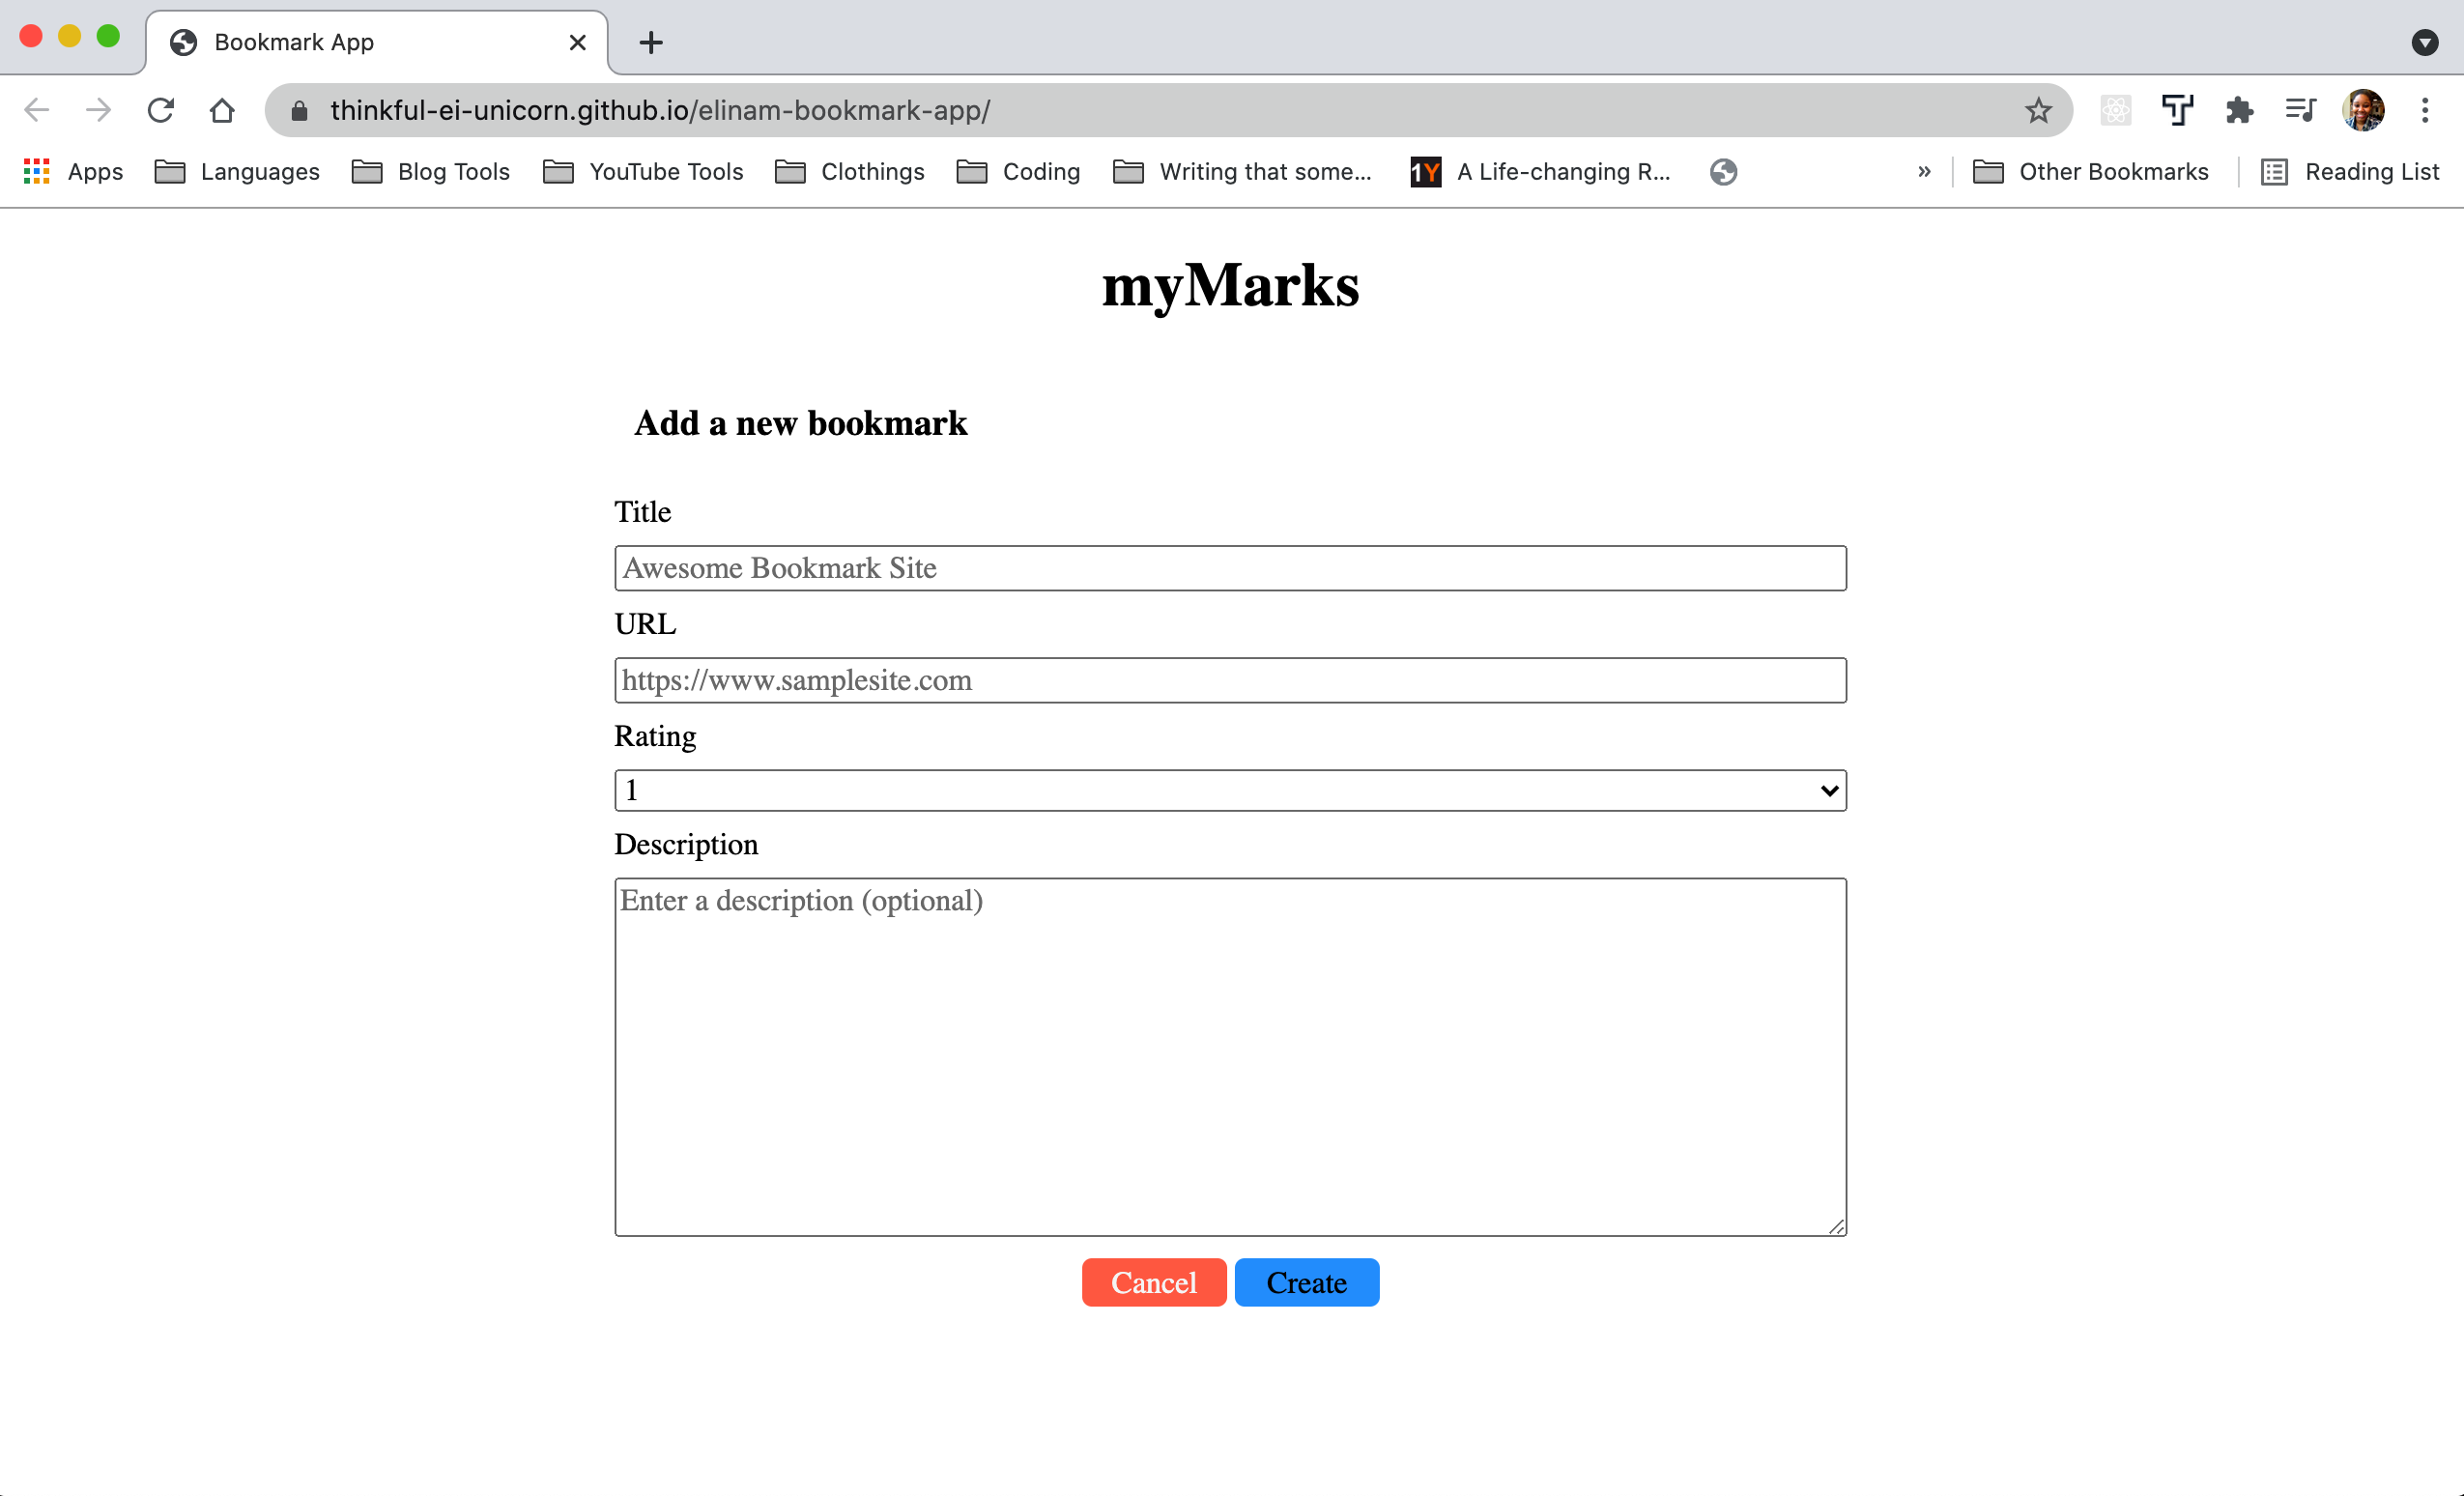 Bookmark App
thinkful-ei-unicorn.github.io/elinam-bookmark-app/
Apps Languages Blog Tools YouTube Tools Clothings Coding Writing that some... 1Y A Life-changing R... » Other Bookmarks Reading List
myMarks
Add a new bookmark
Title
Awesome Bookmark Site
URL
https://www.samplesite.com
Rating
1
Description
Enter a description (optional)
Cancel Create